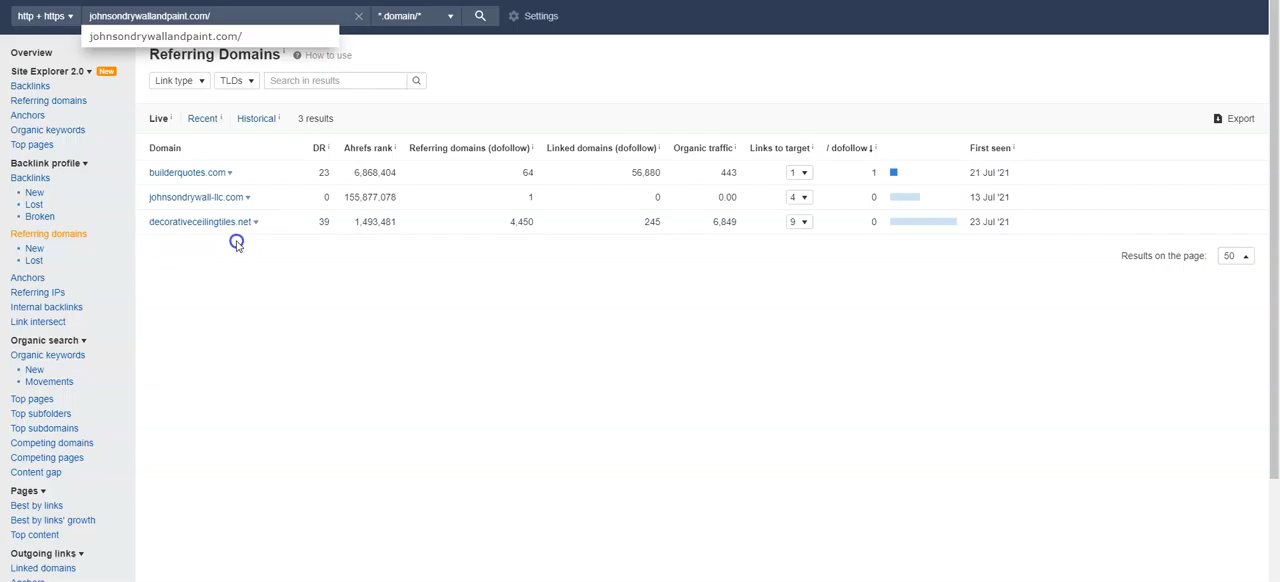 http + https ▾ johnsondrywallandpaint.com/ × *.domain/* ▾ Settings
johnsondrywallandpaint.com/
Overview
Site Explorer 2.0 ▾ New
Backlinks
Referring domains
Anchors
Organic keywords
Top pages
Backlink profile ▾
Backlinks
• New
• Lost
• Broken
Referring domains
• New
• Lost
Anchors
Referring IPs
Internal backlinks
Link intersect
Organic search ▾
Organic keywords
• New
• Movements
Top pages
Top subfolders
Top subdomains
Competing domains
Competing pages
Content gap
Pages ▾
Best by links
Best by links' growth
Top content
Outgoing links ▾
Linked domains
Anchors
Referring Domains i ? How to use
Link type ▾ TLDs ▾ Search in results
Live i Recent i Historical i 3 results Export
Domain DR i Ahrefs rank i Referring domains (dofollow) i Linked domains (dofollow) i Organic traffic i Links to target i / dofollow ↓ i First seen i
builderquotes.com ▾ 23 6,868,404 64 56,880 443 1 ▾ 1 21 Jul '21
johnsondrywall-llc.com ▾ 0 155,877,078 1 0 0.00 4 ▾ 0 13 Jul '21
decorativeceilingtiles.net ▾ 39 1,493,481 4,450 245 6,849 9 ▾ 0 23 Jul '21
Results on the page: 50 ▴